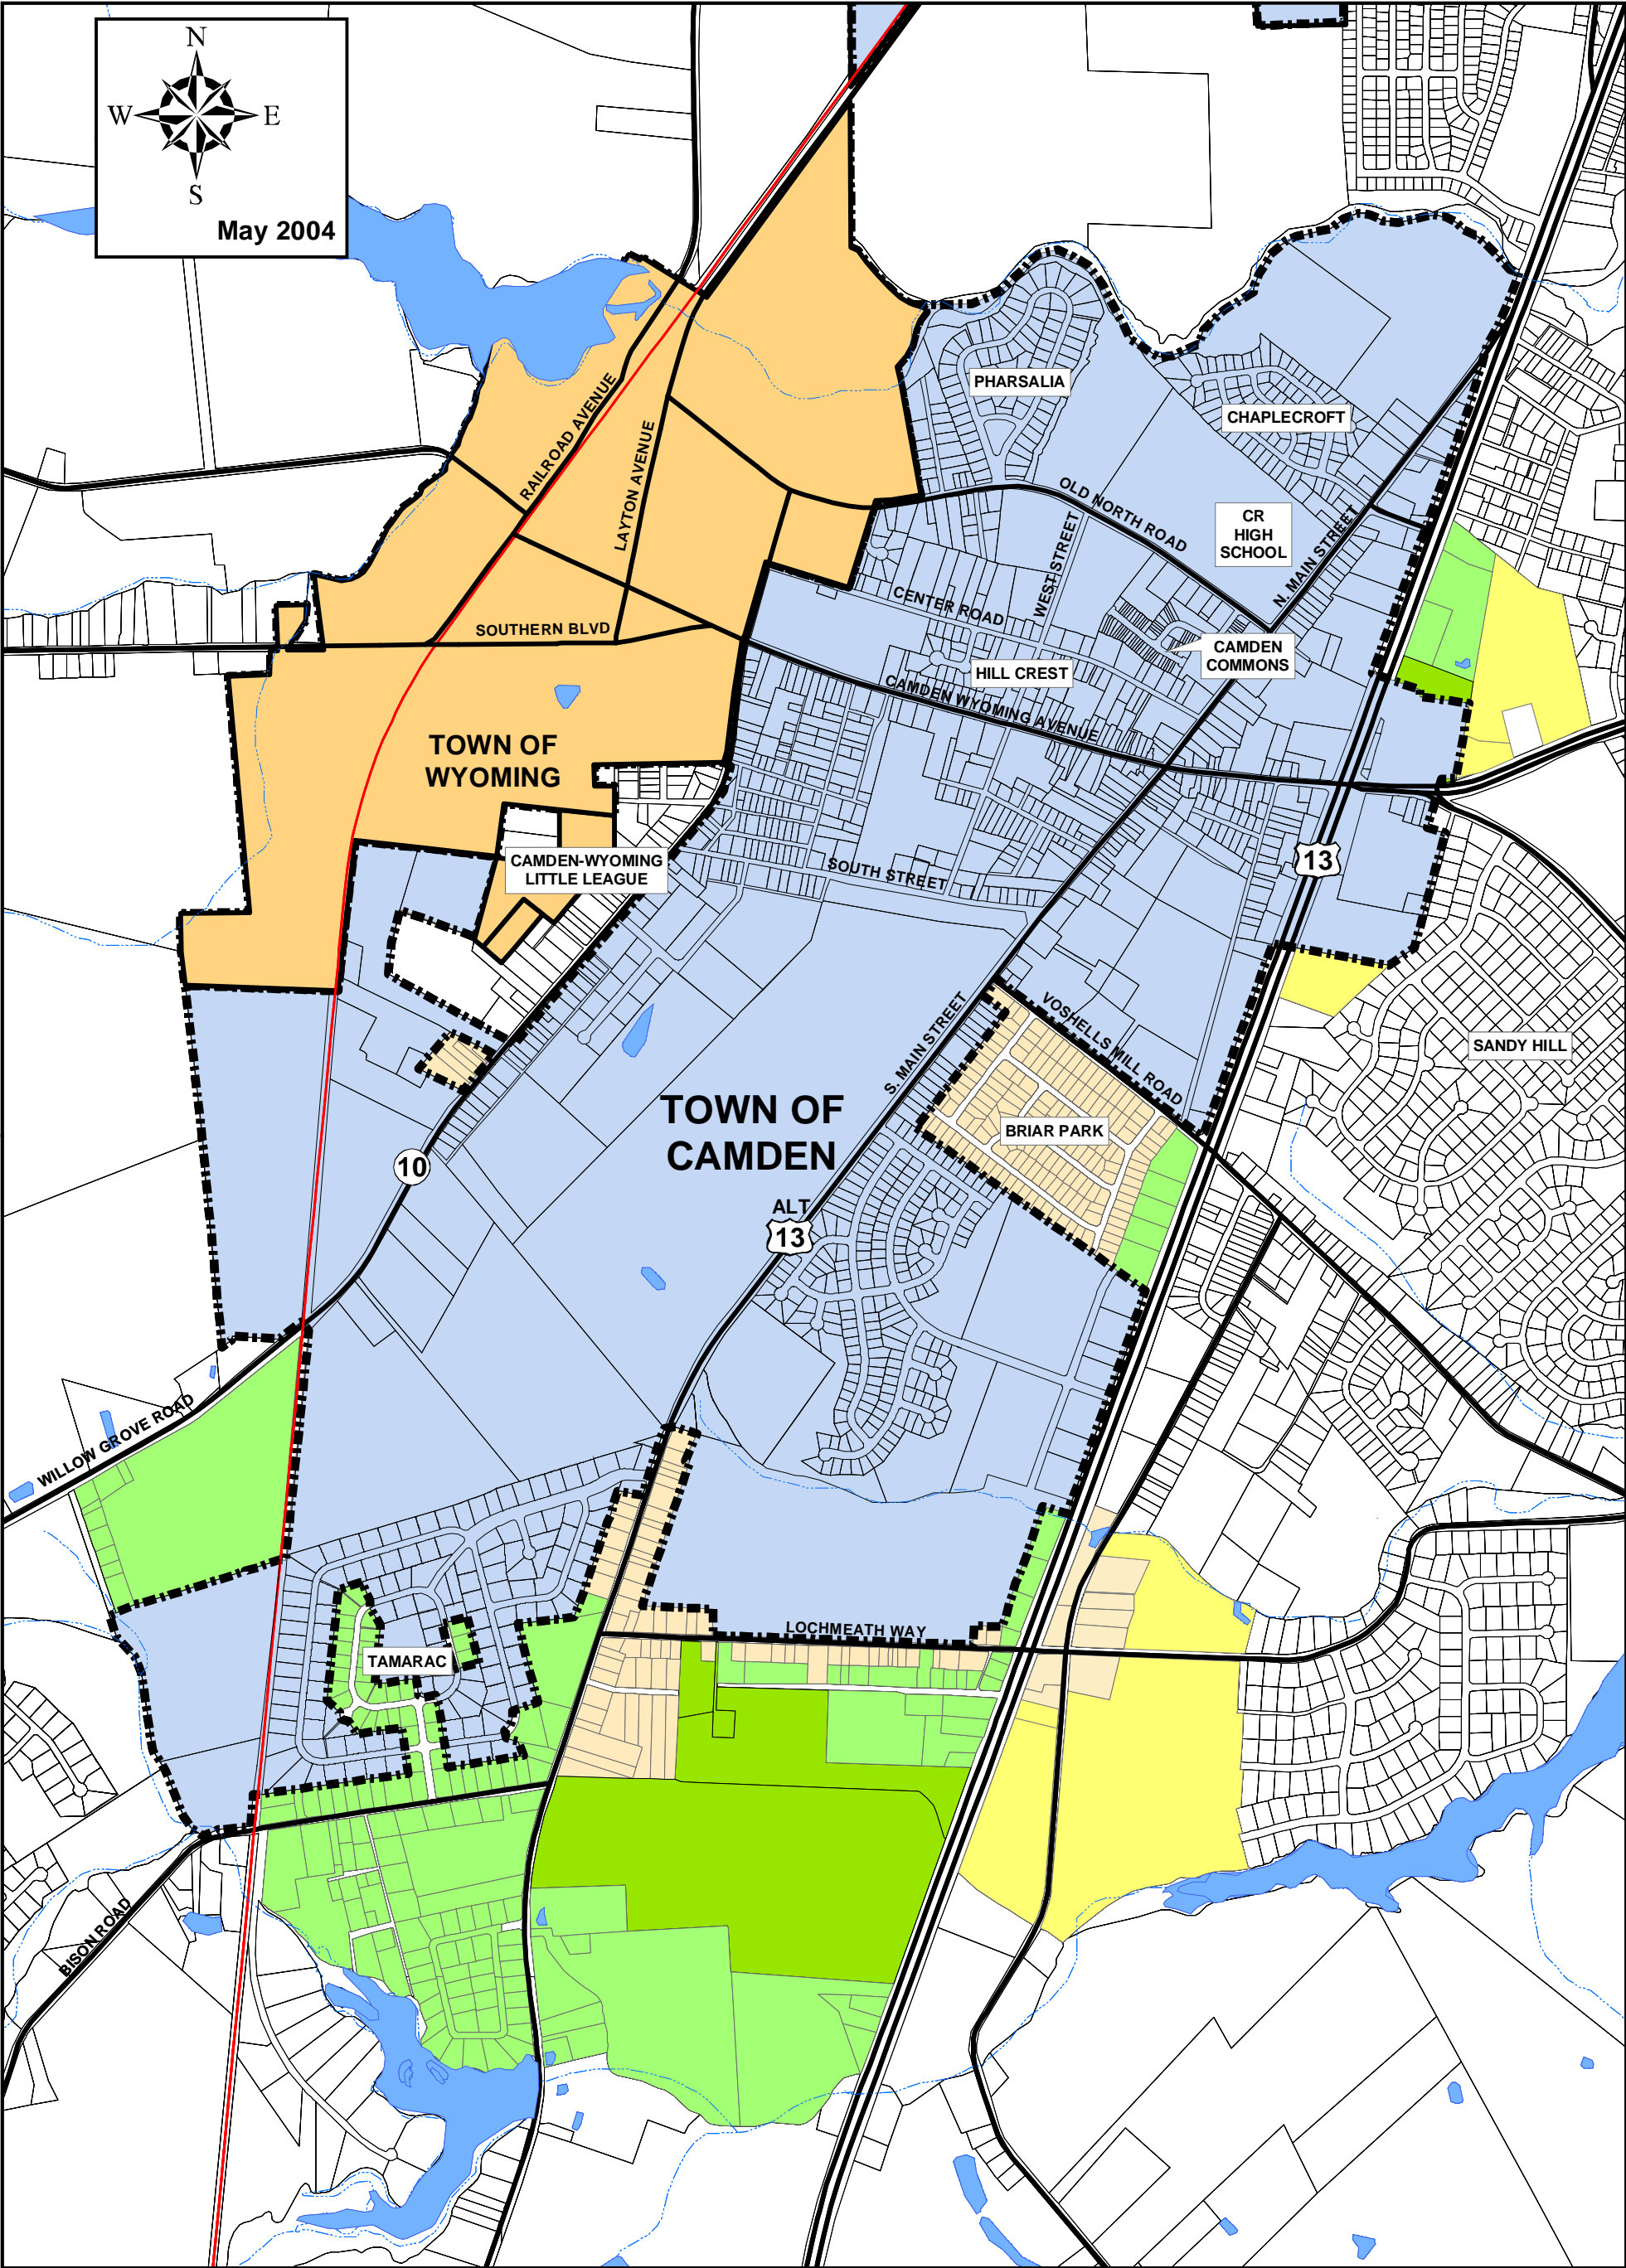 N
W
E
S
May 2004
PHARSALIA
CHAPLECROFT
RAILROAD AVENUE
LAYTON AVENUE
OLD NORTH ROAD
WEST STREET
CR
HIGH
SCHOOL
N. MAIN STREET
CENTER ROAD
SOUTHERN BLVD
CAMDEN
COMMONS
HILL CREST
CAMDEN WYOMING AVENUE
TOWN OF
WYOMING
CAMDEN-WYOMING
LITTLE LEAGUE
SOUTH STREET
13
VOSHELLS MILL ROAD
S. MAIN STREET
SANDY HILL
TOWN OF
CAMDEN
BRIAR PARK
10
ALT
13
WILLOW GROVE ROAD
LOCHMEATH WAY
TAMARAC
BISON ROAD